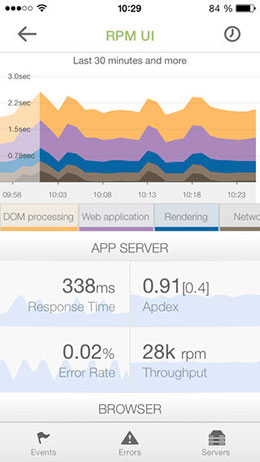 10:29
84 %
RPM UI
Last 30 minutes and more
3.0sec
2.2sec
1.5sec
0.75sec
09:58 10:03 10:08 10:13 10:18 10:23
DOM processing Web application Rendering Netwo
APP SERVER
338ms 0.91[0.4]
Response Time Apdex
0.02% 28k rpm
Error Rate Throughput
BROWSER
Events Errors Servers